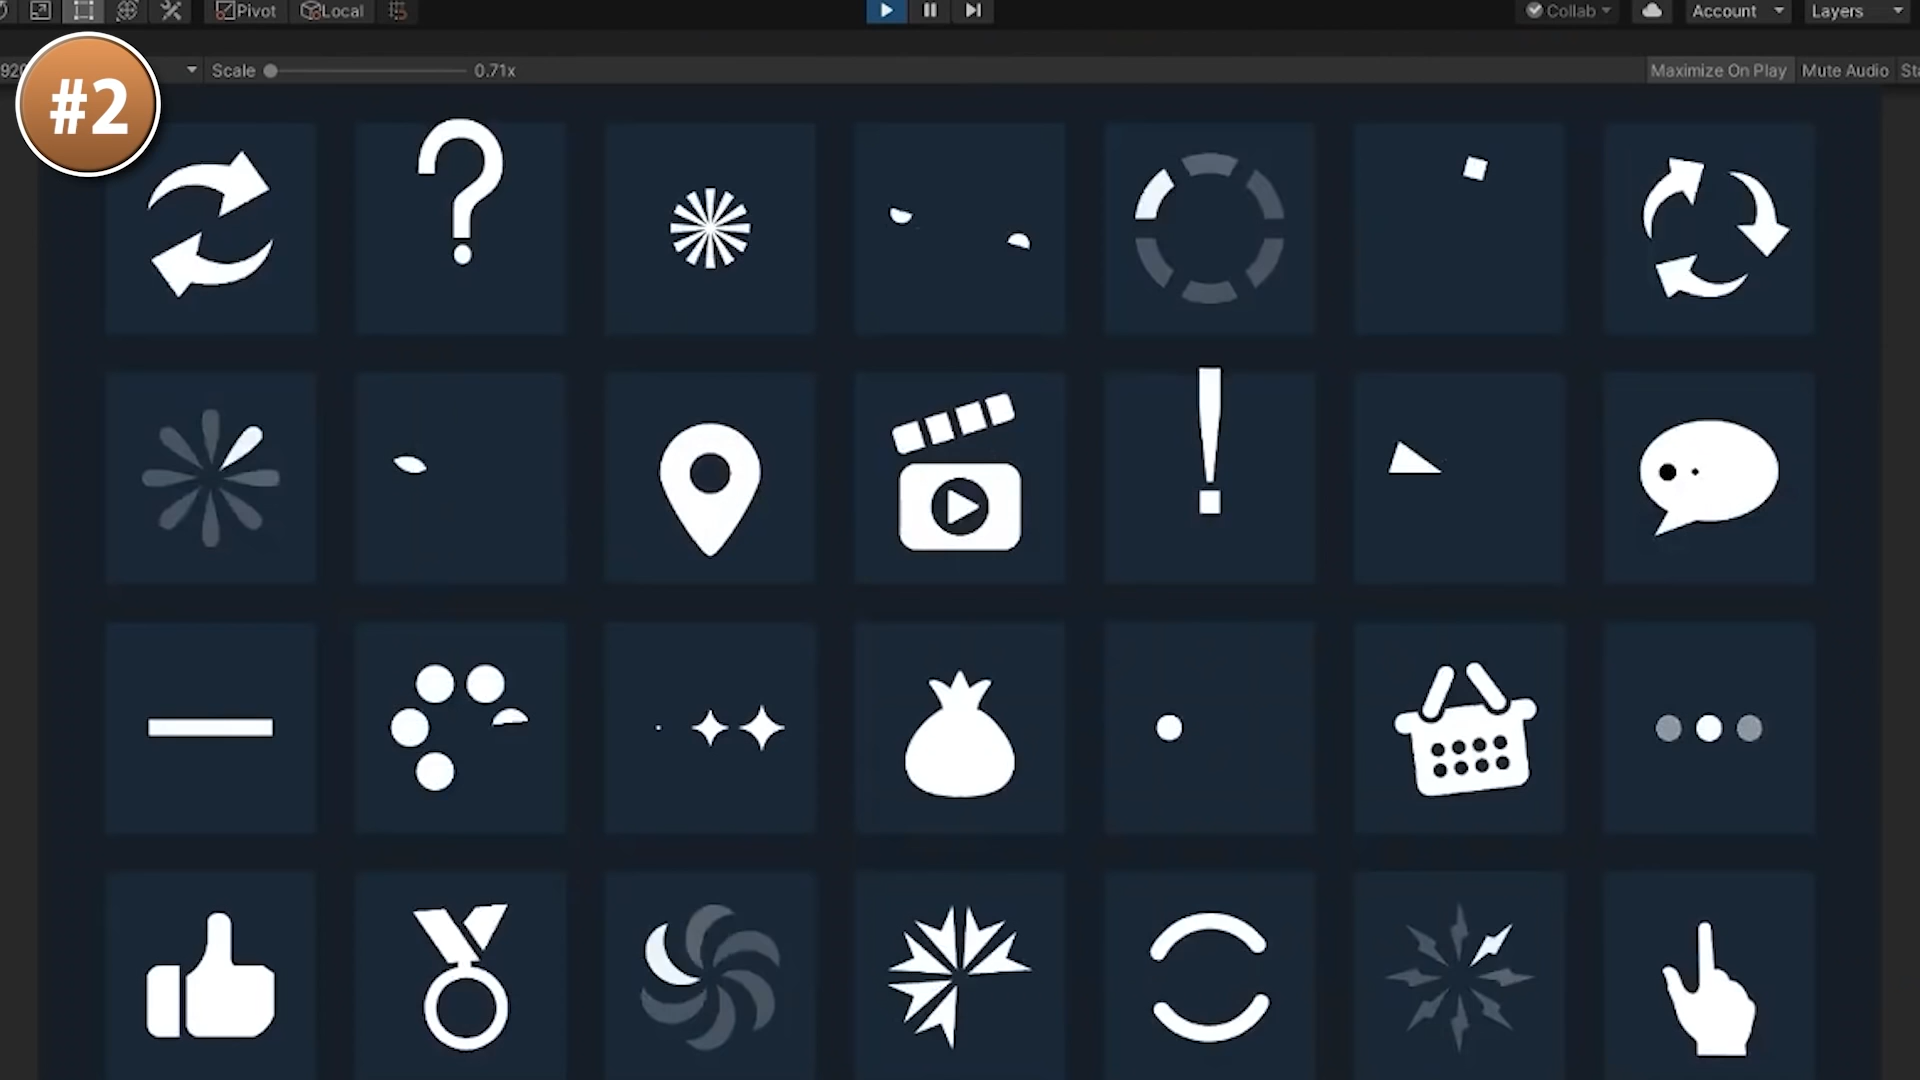 Pivot Local Collab Account Layers
#2
Scale 0.71x Maximize On Play Mute Audio